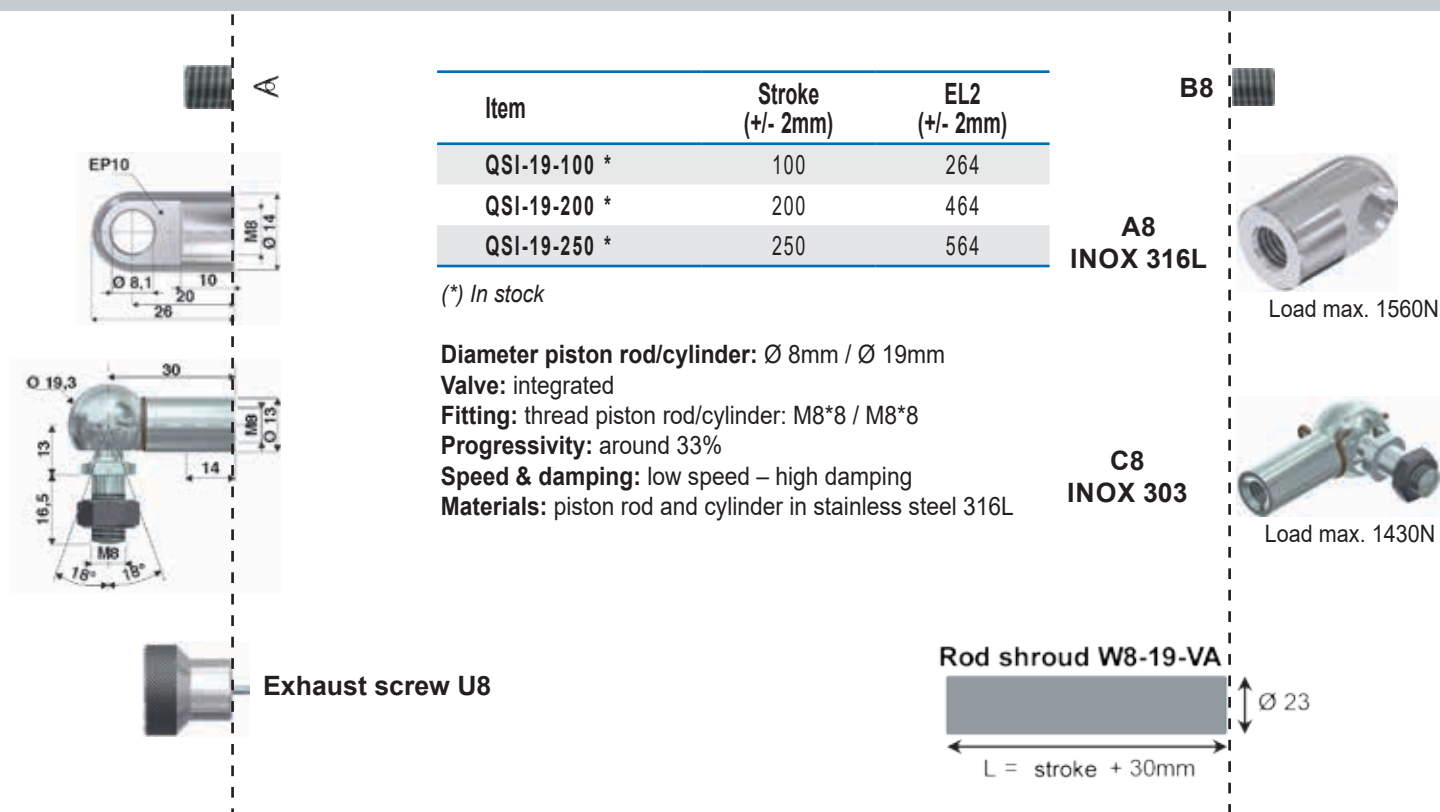 B8
Item Stroke (+/- 2mm) EL2 (+/- 2mm)
QSI-19-100 * 100 264
QSI-19-200 * 200 464
QSI-19-250 * 250 564
(*) In stock
EP10
M8
Ø 14
Ø 8,1
10
20
26
A8
INOX 316L
Load max. 1560N
Diameter piston rod/cylinder: Ø 8mm / Ø 19mm
Valve: integrated
Fitting: thread piston rod/cylinder: M8*8 / M8*8
Progressivity: around 33%
Speed & damping: low speed – high damping
Materials: piston rod and cylinder in stainless steel 316L
30
O 19,3
M8
O 13
13
14
16,5
M8
18° 18°
C8
INOX 303
Load max. 1430N
Exhaust screw U8
Rod shroud W8-19-VA
Ø 23
L = stroke + 30mm